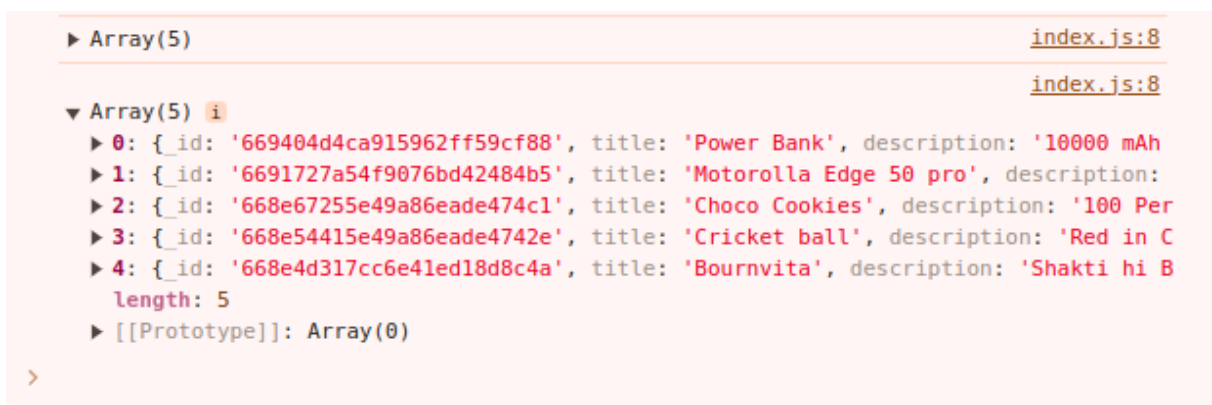 ▶ Array(5) index.js:8
index.js:8
▼ Array(5) i
▶ 0: {_id: '669404d4ca915962ff59cf88', title: 'Power Bank', description: '10000 mAh
▶ 1: {_id: '6691727a54f9076bd42484b5', title: 'Motorolla Edge 50 pro', description:
▶ 2: {_id: '668e67255e49a86eade474c1', title: 'Choco Cookies', description: '100 Per
▶ 3: {_id: '668e54415e49a86eade4742e', title: 'Cricket ball', description: 'Red in C
▶ 4: {_id: '668e4d317cc6e41ed18d8c4a', title: 'Bournvita', description: 'Shakti hi B
length: 5
▶ [[Prototype]]: Array(0)
>